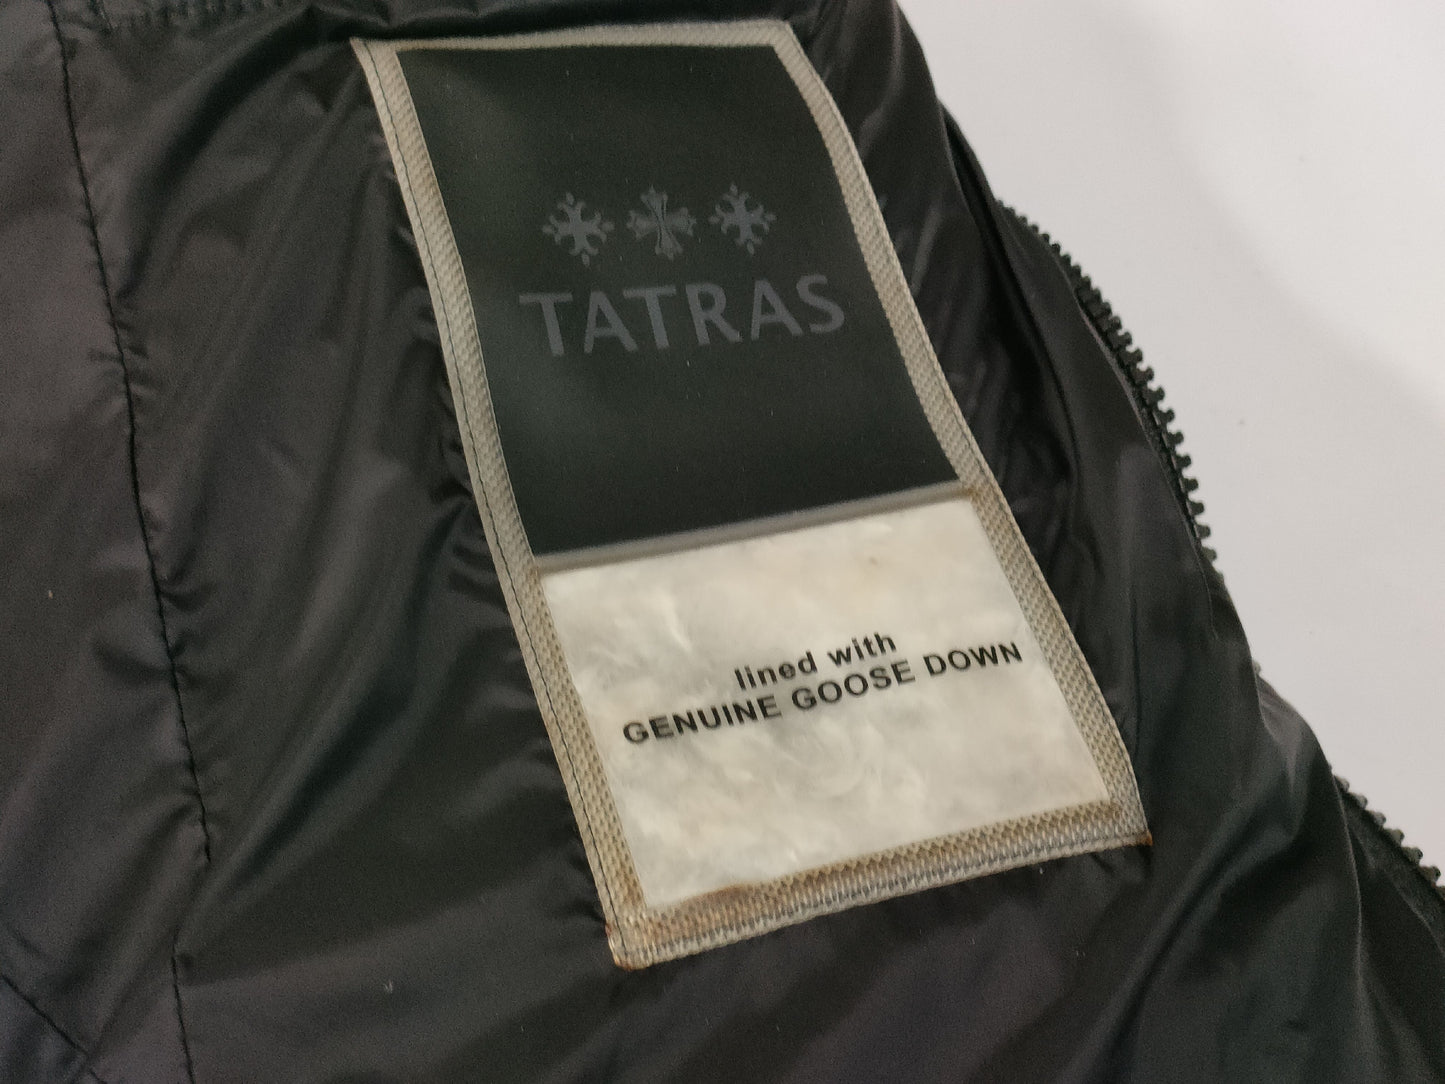 TATRAS
lined with
GENUINE GOOSE DOWN